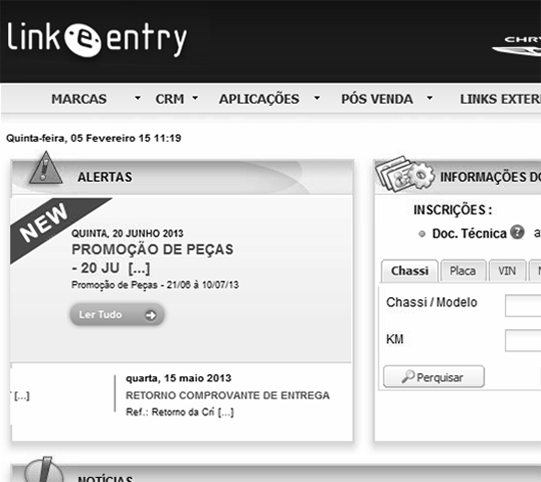 link e entry
CHRY
MARCAS CRM APLICAÇÕES PÓS VENDA LINKS EXTER
Quinta-feira, 05 Fevereiro 15 11:19
ALERTAS
NEW
QUINTA, 20 JUNHO 2013
PROMOÇÃO DE PEÇAS
- 20 JU [...]
Promoção de Peças - 21/06 à 10/07/13
Ler Tudo
[...]
quarta, 15 maio 2013
RETORNO COMPROVANTE DE ENTREGA
Ref.: Retorno da Crí [...]
INFORMAÇÕES DO
INSCRIÇÕES :
Doc. Técnica ? a
Chassi Placa VIN
Chassi / Modelo
KM
Perquisar
NOTÍCIAS